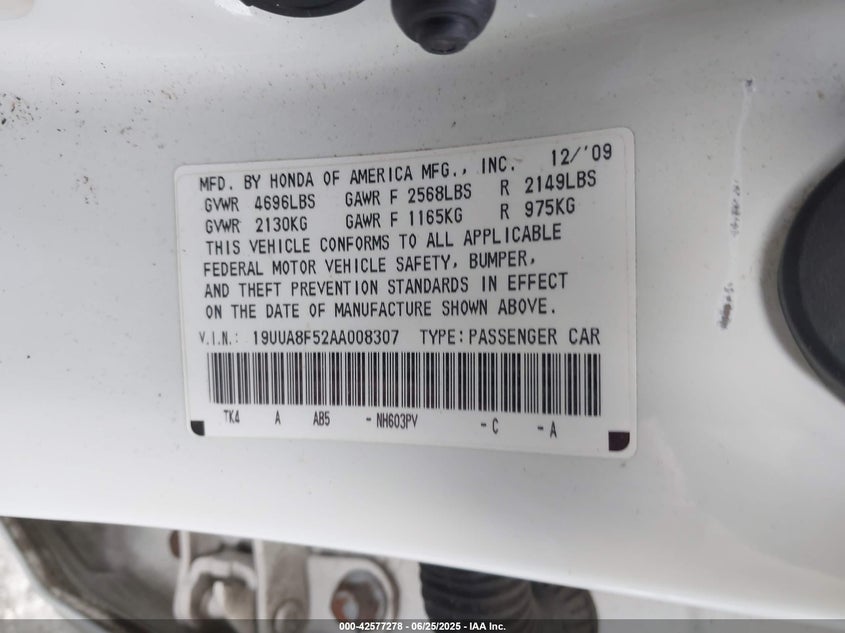 MFD. BY HONDA OF AMERICA MFG., INC. 12/'09
GVWR 4696LBS GAWR F 2568LBS R 2149LBS
GVWR 2130KG GAWR F 1165KG R 975KG
THIS VEHICLE CONFORMS TO ALL APPLICABLE
FEDERAL MOTOR VEHICLE SAFETY, BUMPER,
AND THEFT PREVENTION STANDARDS IN EFFECT
ON THE DATE OF MANUFACTURE SHOWN ABOVE.
V.I.N.: 19UUA8F52AA008307 TYPE:PASSENGER CAR
TK4 A AB5 -NH603PV -C -A
000-42577278 - 06/25/2025 - IAA Inc.